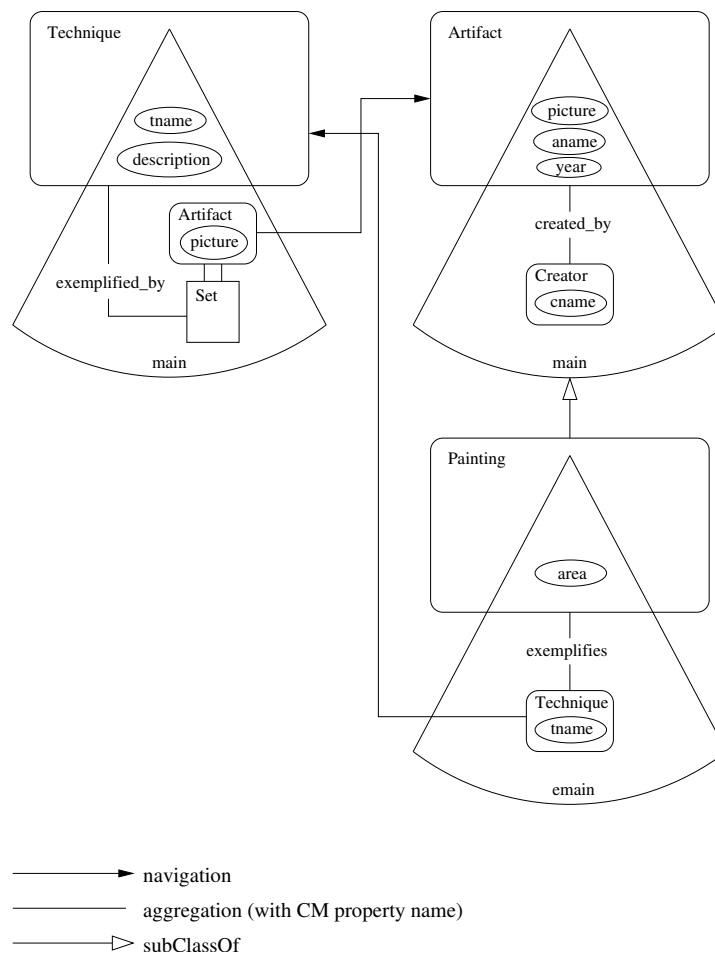 Technique
tname
description
Artifact
picture
exemplified_by
Set
main
Artifact
picture
aname
year
created_by
Creator
cname
main
Painting
area
exemplifies
Technique
tname
emain
navigation
aggregation (with CM property name)
subClassOf